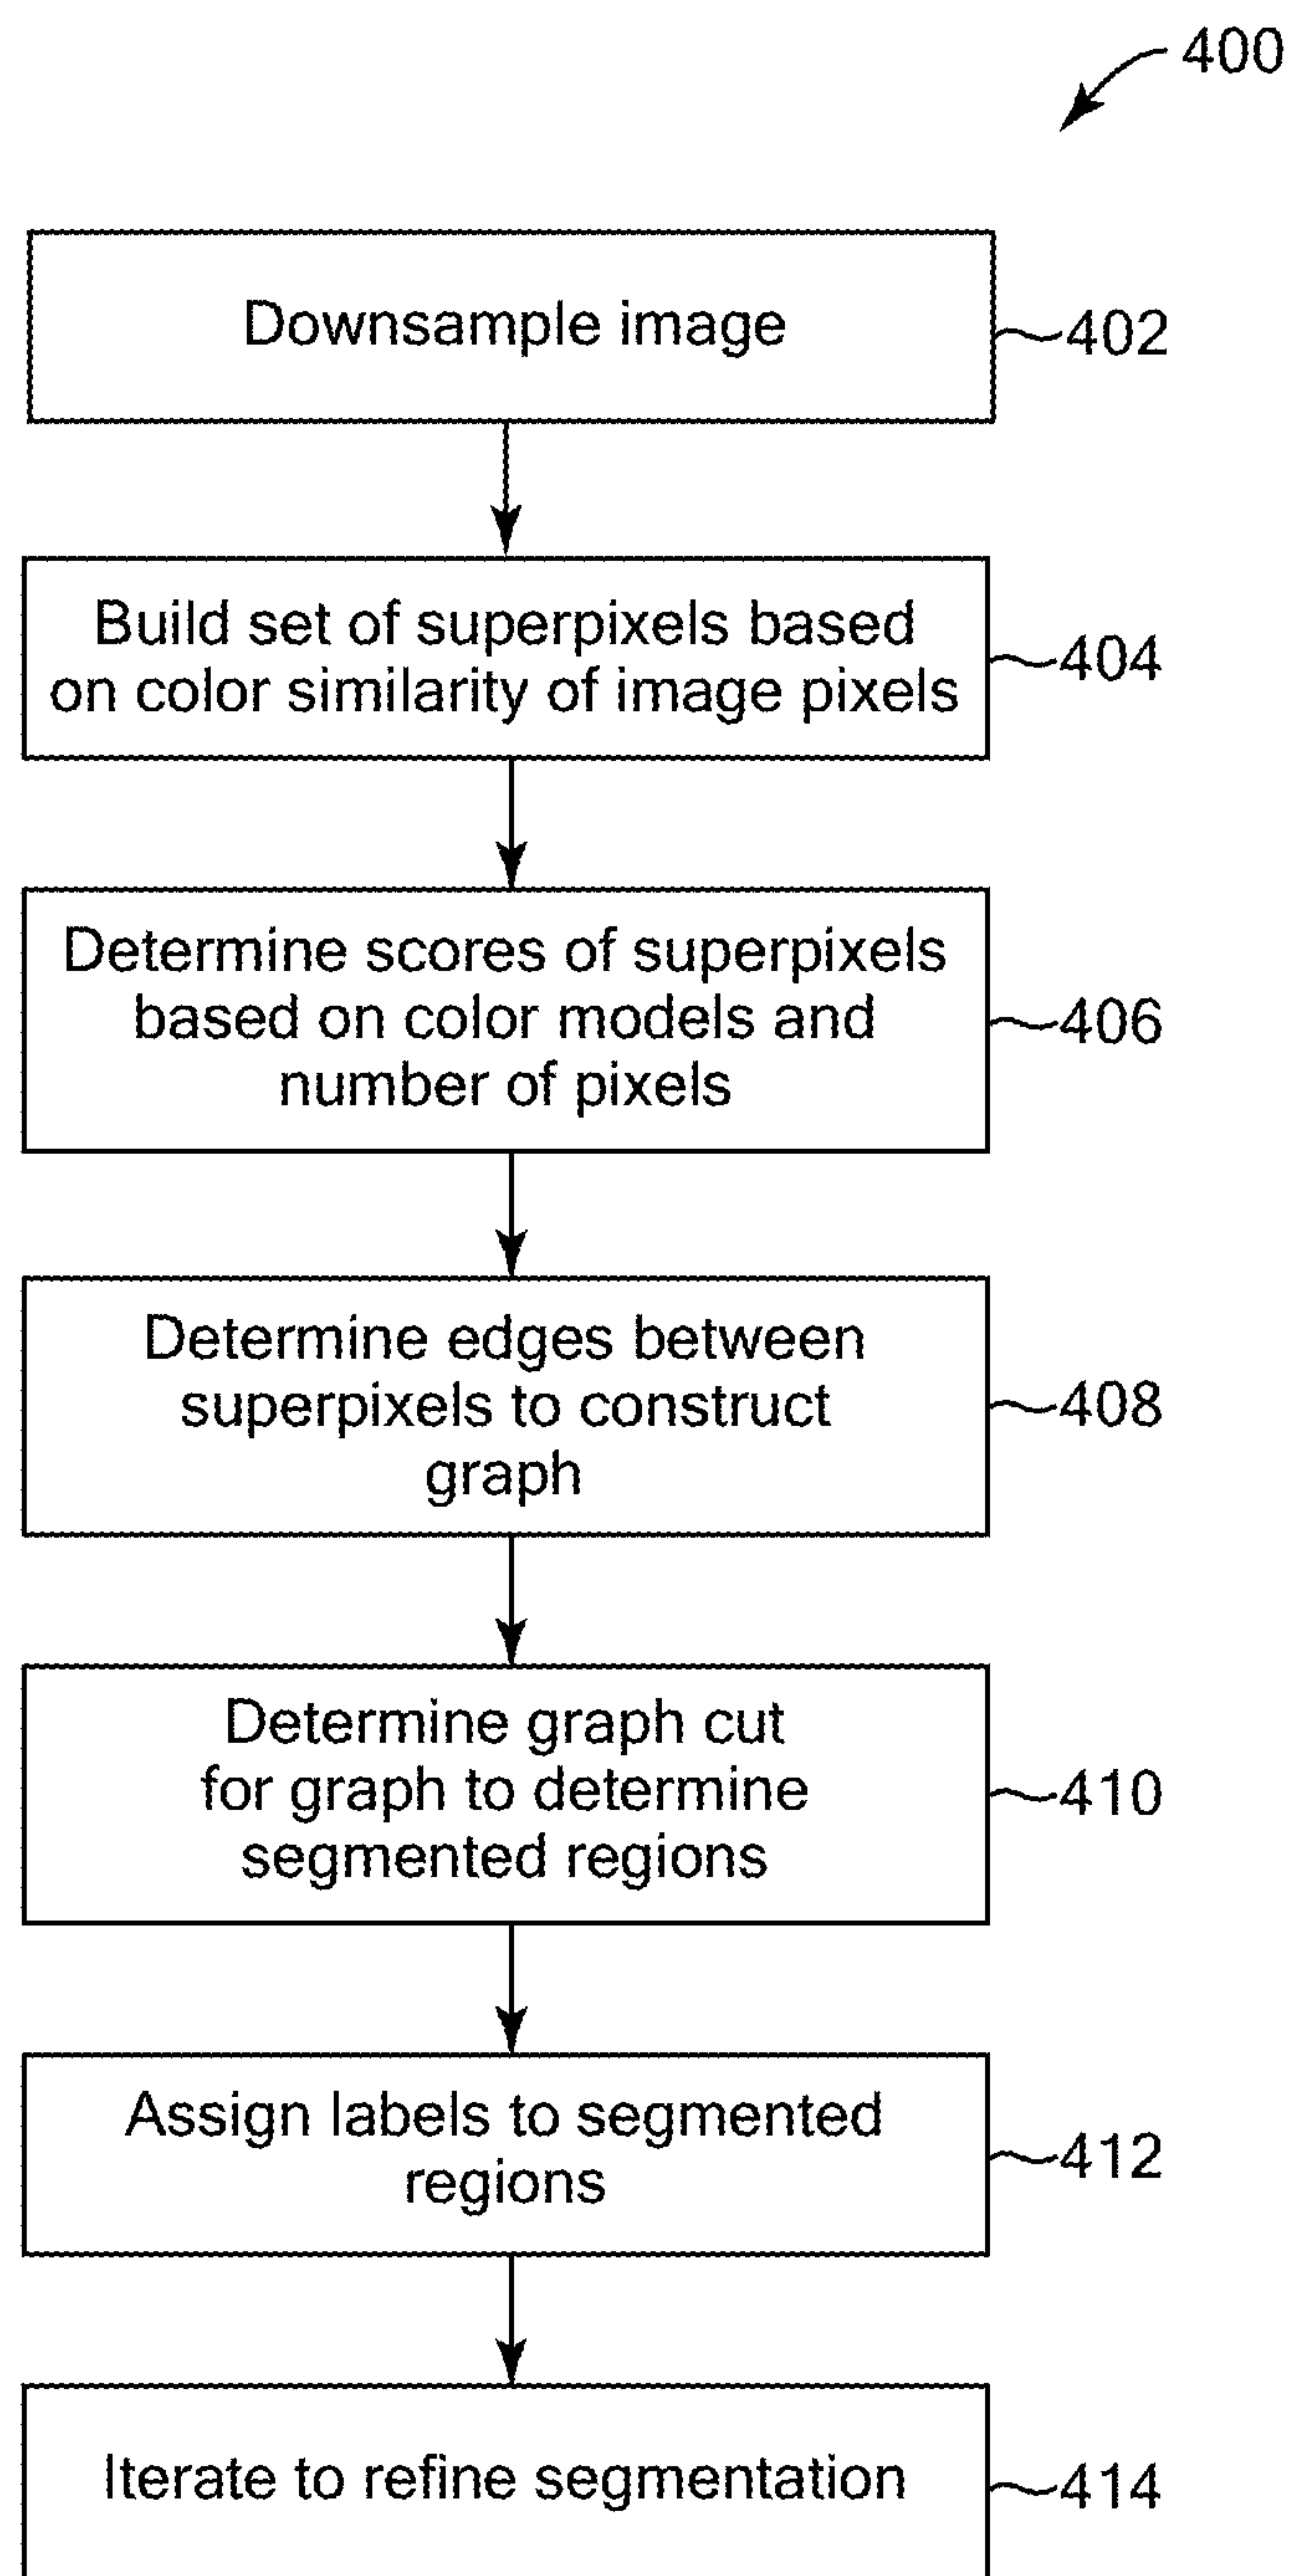 400
Downsample image
402
Build set of superpixels based
on color similarity of image pixels
404
Determine scores of superpixels
based on color models and
number of pixels
406
Determine edges between
superpixels to construct
graph
408
Determine graph cut
for graph to determine
segmented regions
410
Assign labels to segmented
regions
412
Iterate to refine segmentation
414